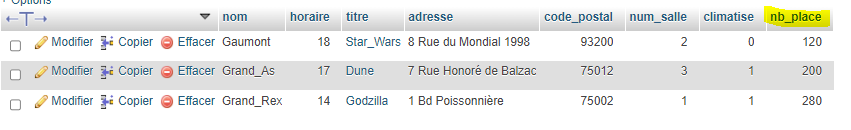 + Options
nom horaire titre adresse code_postal num_salle climatise nb_place
Modifier Copier Effacer Gaumont 18 Star_Wars 8 Rue du Mondial 1998 93200 2 0 120
Modifier Copier Effacer Grand_As 17 Dune 7 Rue Honoré de Balzac 75012 3 1 200
Modifier Copier Effacer Grand_Rex 14 Godzilla 1 Bd Poissonnière 75002 1 1 280